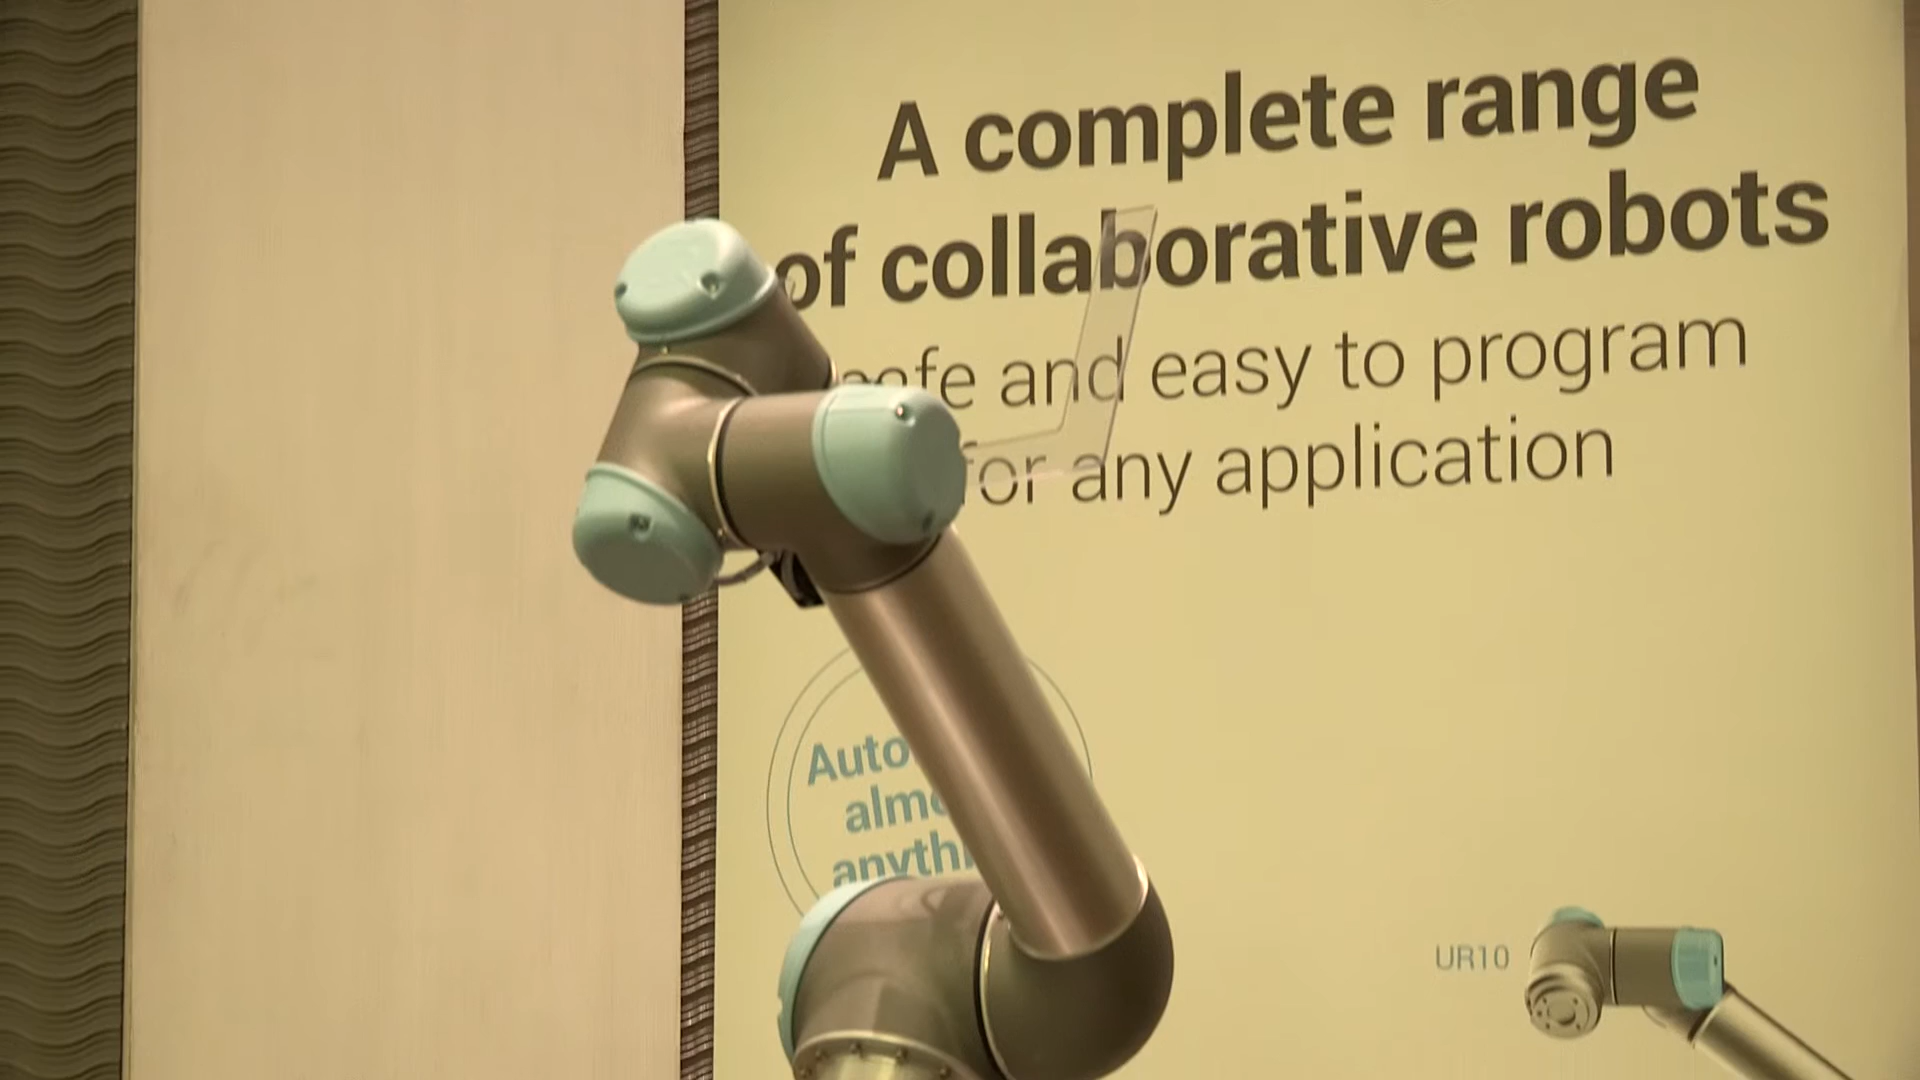 A complete range
of collaborative robots
and easy to program
for any application
UR10